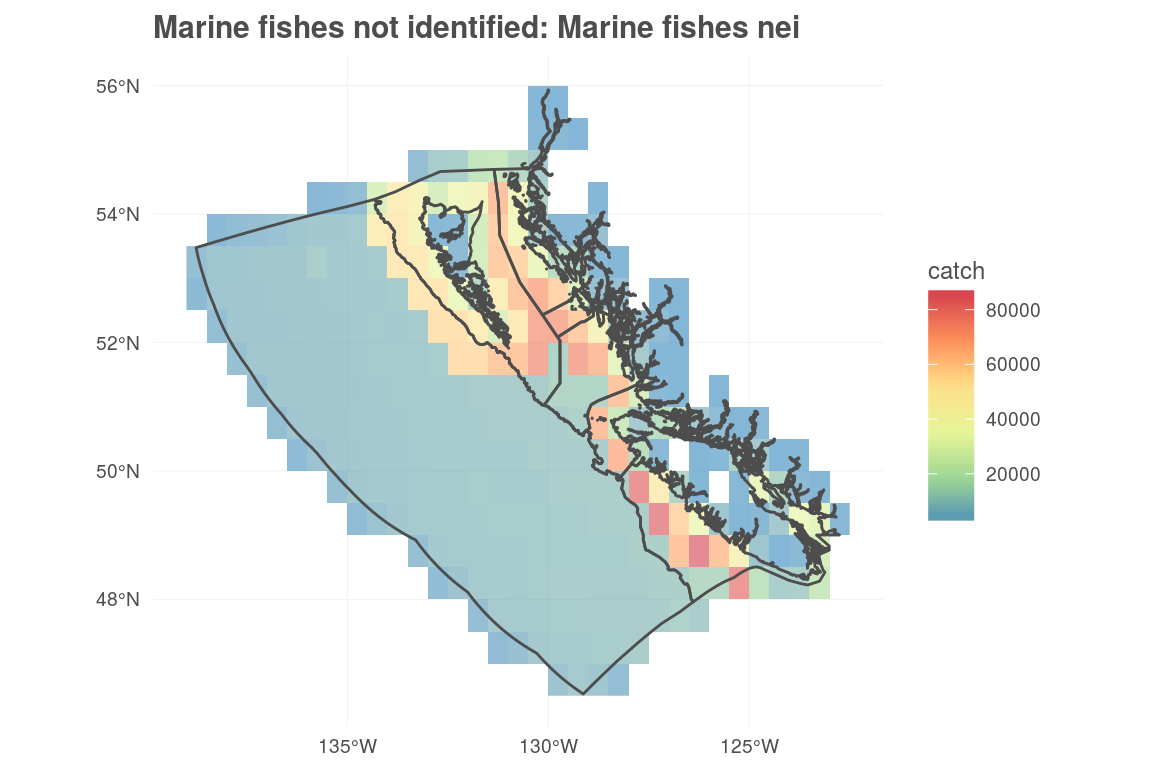 Marine fishes not identified: Marine fishes nei
56°N
54°N
52°N
50°N
48°N
135°W
130°W
125°W
catch
80000
60000
40000
20000